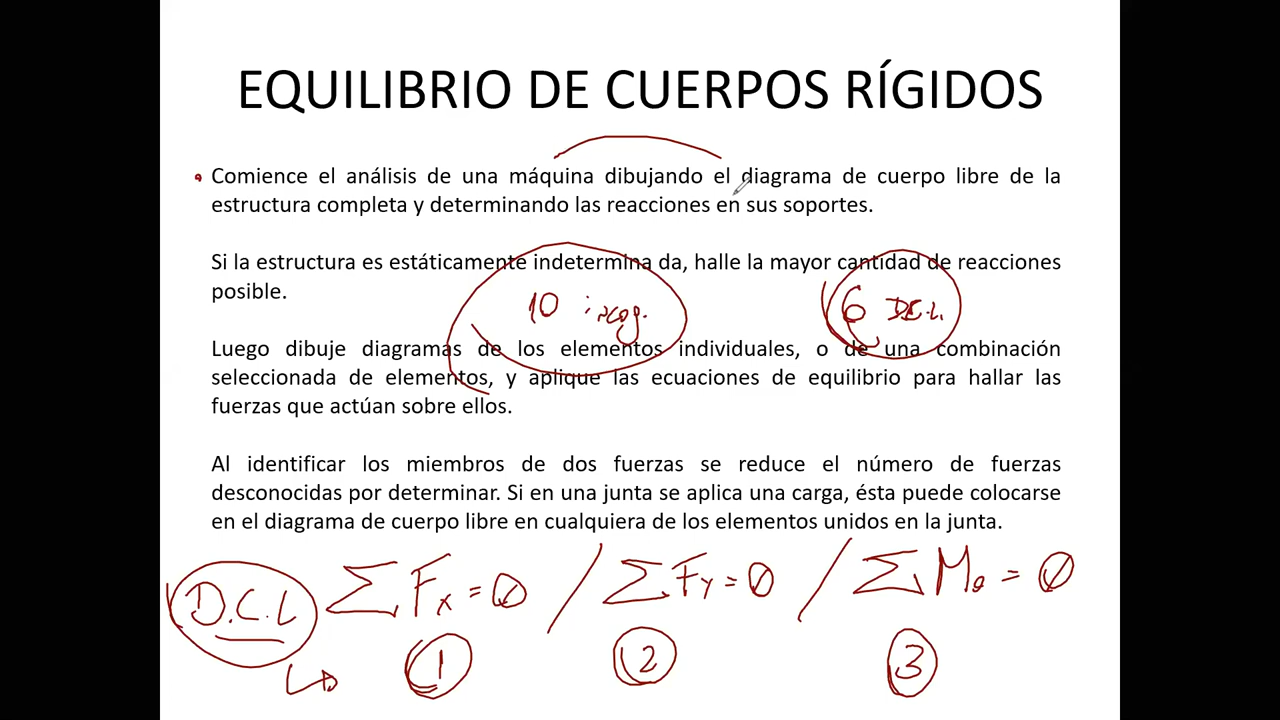 EQUILIBRIO DE CUERPOS RÍGIDOS
Comience el análisis de una máquina dibujando el diagrama de cuerpo libre de la
estructura completa y determinando las reacciones en sus soportes.
Si la estructura es estáticamente indetermina da, halle la mayor cantidad de reacciones
posible.
10 incog.
6 D.C.L.
Luego dibuje diagramas de los elementos individuales, o de una combinación
seleccionada de elementos, y aplique las ecuaciones de equilibrio para hallar las
fuerzas que actúan sobre ellos.
Al identificar los miembros de dos fuerzas se reduce el número de fuerzas
desconocidas por determinar. Si en una junta se aplica una carga, ésta puede colocarse
en el diagrama de cuerpo libre en cualquiera de los elementos unidos en la junta.
D.C.L ΣFx=0 / ΣFy=0 / ΣMo=0
1 2 3